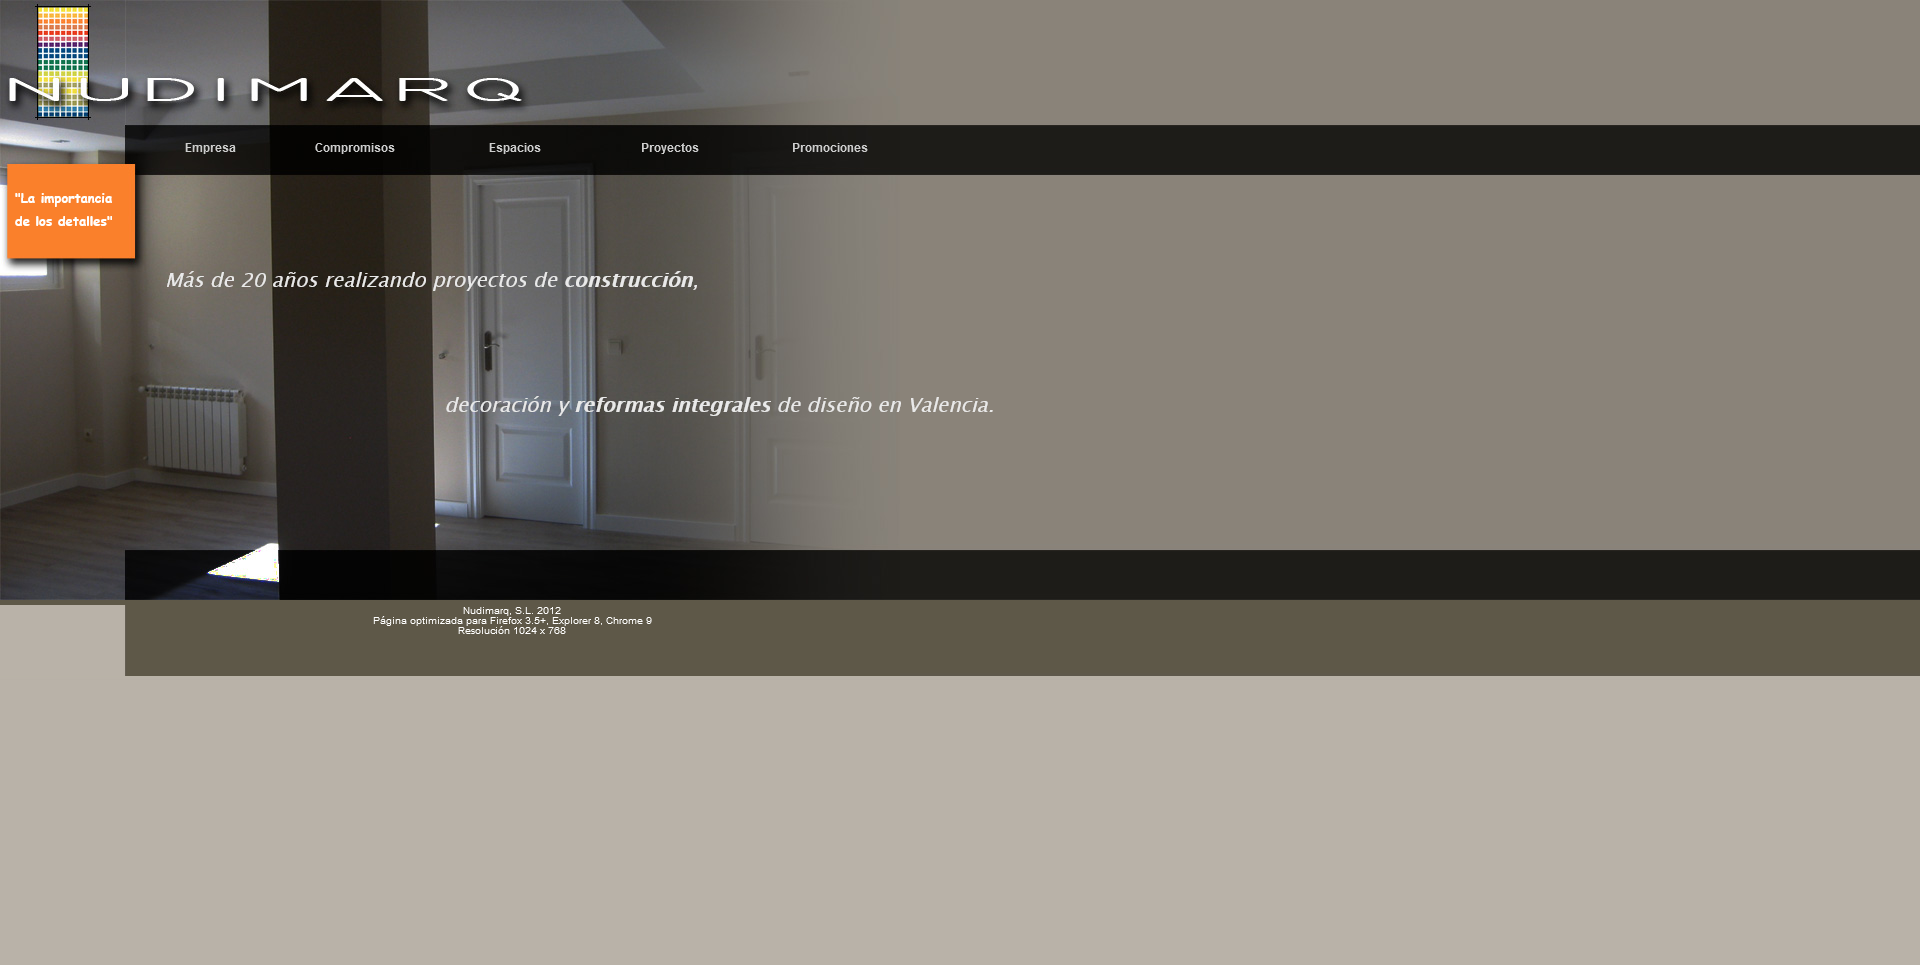 NUDIMARQ
Empresa Compromisos Espacios Proyectos Promociones
"La importancia
de los detalles"
Más de 20 años realizando proyectos de construcción,
decoración y reformas integrales de diseño en Valencia.
Nudimarq, S.L. 2012
Página optimizada para Firefox 3.5+, Explorer 8, Chrome 9
Resolución 1024 x 768